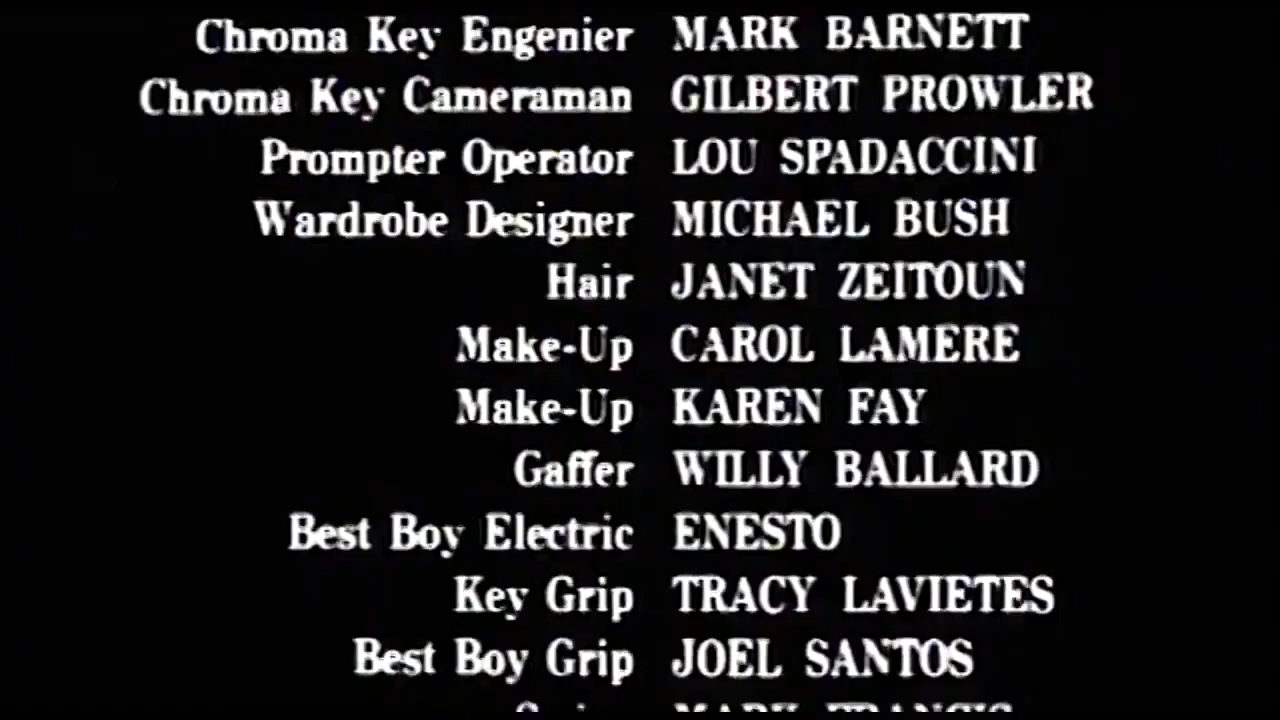 Chroma Key Engenier MARK BARNETT
Chroma Key Cameraman GILBERT PROWLER
Prompter Operator LOU SPADACCINI
Wardrobe Designer MICHAEL BUSH
Hair JANET ZEITOUN
Make-Up CAROL LAMERE
Make-Up KAREN FAY
Gaffer WILLY BALLARD
Best Boy Electric ENESTO
Key Grip TRACY LAVIETES
Best Boy Grip JOEL SANTOS
MARK FRANCIS